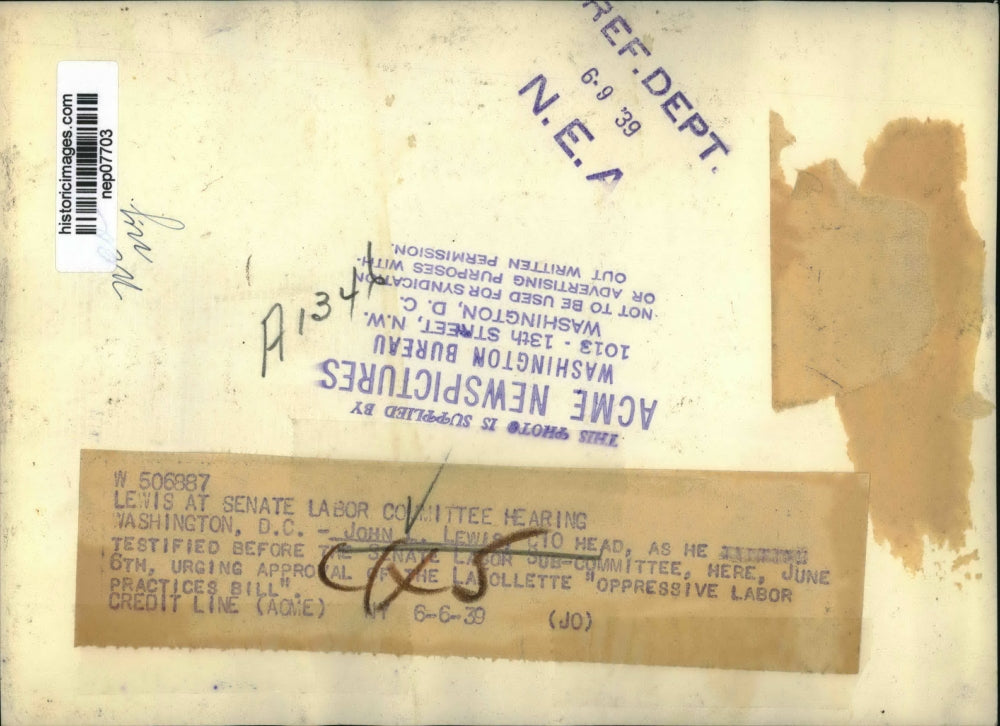 REF. DEPT.
6-9 '39
N. E. A
historicimages.com
nep07703
A1344
THIS PHOTO IS SUPPLIED BY
ACME NEWSPICTURES
WASHINGTON BUREAU
1013 - 13th STREET, N.W.
WASHINGTON, D. C.
NOT TO BE USED FOR SYNDICATION
OR ADVERTISING PURPOSES WITH-
OUT WRITTEN PERMISSION.
W 506887
LEWIS AT SENATE LABOR COMMITTEE HEARING
WASHINGTON, D.C. - JOHN L. LEWIS, CIO HEAD, AS HE
TESTIFIED BEFORE THE SENATE LABOR SUB-COMMITTEE, HERE, JUNE
6TH, URGING APPROVAL OF THE LAFOLLETTE "OPPRESSIVE LABOR
PRACTICES BILL".
CREDIT LINE (ACME) NY 6-6-39 (JO)